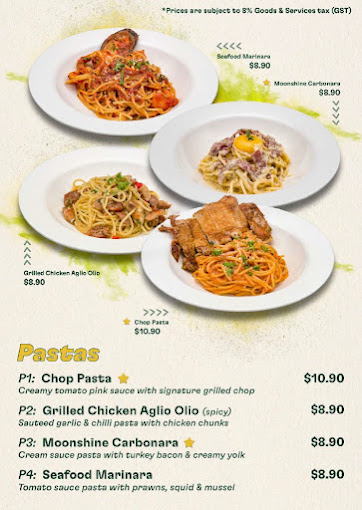 *Prices are subject to 8% Goods & Services tax (GST)
<<<<
Seafood Marinara
$8.90
Moonshine Carbonara
$8.90
Grilled Chicken Aglio Olio
$8.90
>>>>
Chop Pasta
$10.90
Pastas
P1: Chop Pasta $10.90
Creamy tomato pink sauce with signature grilled chop
P2: Grilled Chicken Aglio Olio (spicy) $8.90
Sauteed garlic & chilli pasta with chicken chunks
P3: Moonshine Carbonara $8.90
Cream sauce pasta with turkey bacon & creamy yolk
P4: Seafood Marinara $8.90
Tomato sauce pasta with prawns, squid & mussel